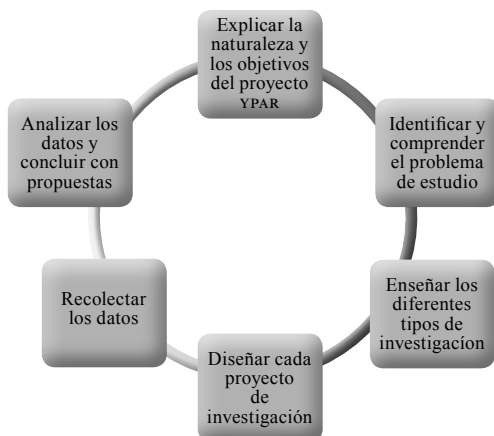 Explicar la
naturaleza y
los objetivos
del proyecto
YPAR
Identificar y
comprender
el problema
de estudio
Enseñar los
diferentes
tipos de
investigacíon
Diseñar cada
proyecto
de
investigación
Recolectar
los datos
Analizar los
datos y
concluir con
propuestas